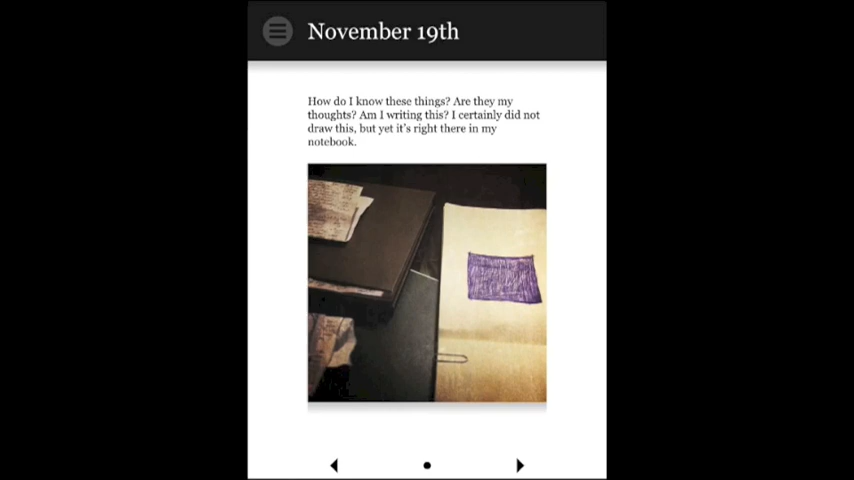 November 19th
How do I know these things? Are they my
thoughts? Am I writing this? I certainly did not
draw this, but yet it's right there in my
notebook.